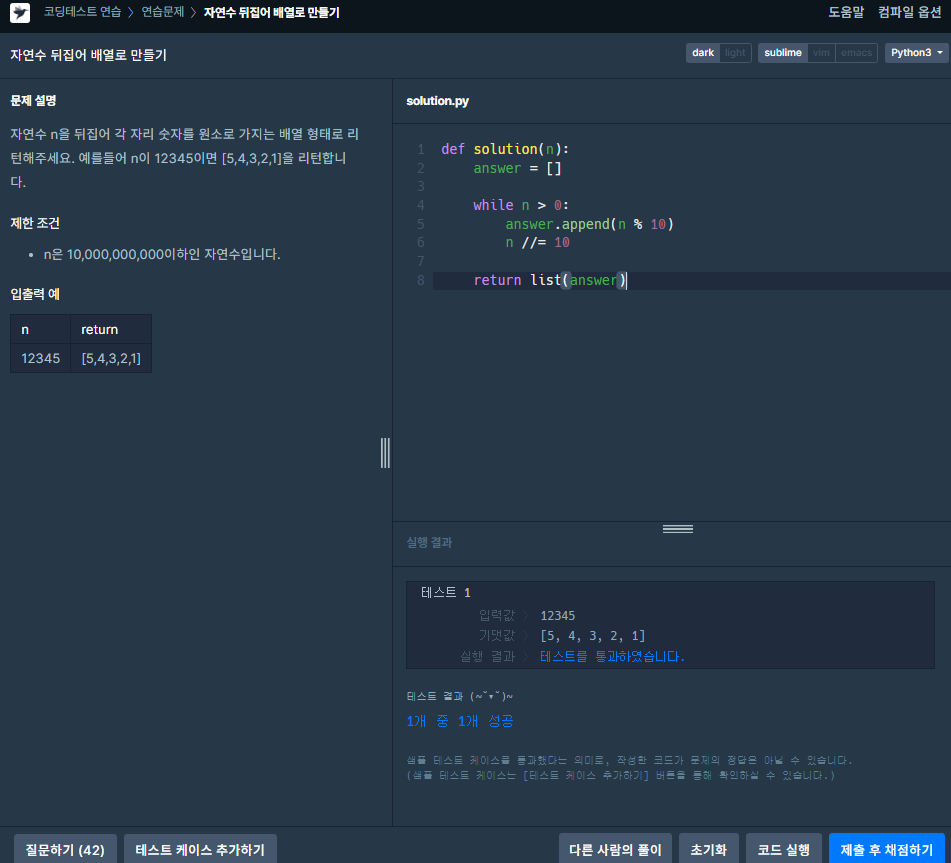 코딩테스트 연습 > 연습문제 > 자연수 뒤집어 배열로 만들기
도움말 컴파일 옵션
자연수 뒤집어 배열로 만들기
dark light sublime vim emacs Python3
문제 설명
자연수 n을 뒤집어 각 자리 숫자를 원소로 가지는 배열 형태로 리
턴해주세요. 예를들어 n이 12345이면 [5,4,3,2,1]을 리턴합니
다.
제한 조건
• n은 10,000,000,000이하인 자연수입니다.
입출력 예
n return
12345 [5,4,3,2,1]
solution.py
1 def solution(n):
2 answer = []
3
4 while n > 0:
5 answer.append(n % 10)
6 n //= 10
7
8 return list(answer)
실행 결과
테스트 1
입력값 > 12345
기댓값 > [5, 4, 3, 2, 1]
실행 결과 > 테스트를 통과하였습니다.
테스트 결과 (~˘▾˘)~
1개 중 1개 성공
샘플 테스트 케이스를 통과했다는 의미로, 작성한 코드가 문제의 정답은 아닐 수 있습니다.
(샘플 테스트 케이스는 [테스트 케이스 추가하기] 버튼을 통해 확인하실 수 있습니다.)
질문하기 (42) 테스트 케이스 추가하기 다른 사람의 풀이 초기화 코드 실행 제출 후 채점하기